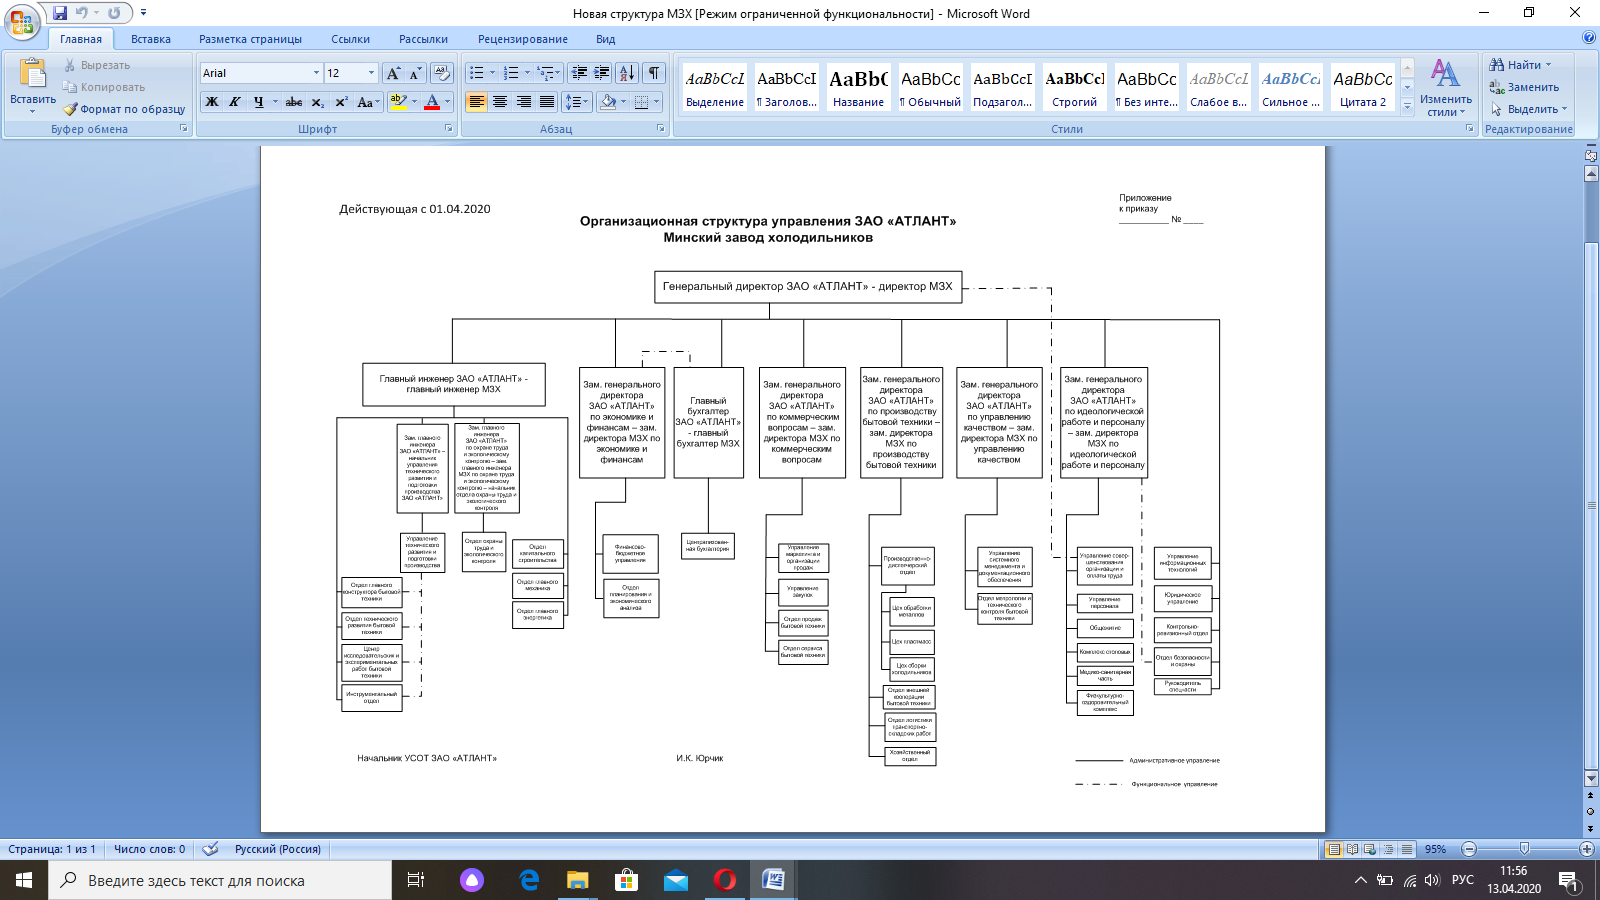 Новая структура МЗХ [Режим ограниченной функциональности] - Microsoft Word
Главная
Вставка
Разметка страницы
Ссылки
Рассылки
Рецензирование
Вид
Вставить
Вырезать
Копировать
Формат по образцу
Буфер обмена
Arial
12
Шрифт
Абзац
AaBbCcI
AaBbCcI
AaBbC
AaBbCc
AaBbCcI
AaBbCcI
AaBbCc
AaBbCcI
AaBbCcI
AaBbCc
Выделение
¶ Заголов...
Название
¶ Обычный
Подзагол...
Строгий
¶ Без инте...
Слабое в...
Сильное ...
Цитата 2
Стили
Изменить
стили
Найти
Заменить
Выделить
Редактирование
Действующая с 01.04.2020
Приложение
к приказу
__________ № ____
Организационная структура управления ЗАО «АТЛАНТ»
Минский завод холодильников
Генеральный директор ЗАО «АТЛАНТ» - директор МЗХ
Главный инженер ЗАО «АТЛАНТ» -
главный инженер МЗХ
Зам. генерального
директора
ЗАО «АТЛАНТ»
по экономике и
финансам – зам.
директора МЗХ по
экономике и
финансам
Главный
бухгалтер
ЗАО «АТЛАНТ»
- главный
бухгалтер МЗХ
Зам. генерального
директора
ЗАО «АТЛАНТ»
по коммерческим
вопросам – зам.
директора МЗХ по
коммерческим
вопросам
Зам. генерального
директора
ЗАО «АТЛАНТ»
по производству
бытовой техники –
зам. директора
МЗХ по
производству
бытовой техники
Зам. генерального
директора
ЗАО «АТЛАНТ»
по управлению
качеством – зам.
директора МЗХ по
управлению
качеством
Зам. генерального
директора
ЗАО «АТЛАНТ»
по идеологической
работе и персоналу
– зам. директора
МЗХ по
идеологической
работе и персоналу
Зам. главного
инженера
ЗАО «АТЛАНТ» –
начальник
управления
технического
развития и
подготовки
производства
ЗАО «АТЛАНТ»
Зам. главного
инженера
ЗАО «АТЛАНТ»
по охране труда
и экологическому
контролю – зам.
главного инженера
МЗХ по охране труда
и экологическому
контролю – начальник
отдела охраны труда и
экологического
контроля
Управление
технического
развития и
подготовки
производства
Отдел охраны
труда и
экологического
контроля
Отдел
капитального
строительства
Отдел главного
механика
Отдел главного
энергетика
Отдел главного
конструктора бытовой
техники
Отдел технического
развития бытовой
техники
Центр
исследовательских и
экспериментальных
работ бытовой
техники
Инструментальный
отдел
Финансово-
бюджетное
управление
Отдел
планирования и
экономического
анализа
Централизован-
ная бухгалтерия
Управление
маркетинга и
организации
продаж
Управление
закупок
Отдел продаж
бытовой техники
Отдел сервиса
бытовой техники
Производственно-
диспетчерский
отдел
Цех обработки
металлов
Цех пластмасс
Цех сборки
холодильников
Отдел внешней
кооперации
бытовой техники
Отдел логистики
транспортно-
складских работ
Хозяйственный
отдел
Управление
системного
менеджмента и
документационного
обеспечения
Отдел метрологии и
технического
контроля бытовой
техники
Управление совер-
шенствования
организации и
оплаты труда
Управление
персонала
Общежитие
Комплекс столовых
Медико-санитарная
часть
Физкультурно-
оздоровительный
комплекс
Управление
информационных
технологий
Юридическое
управление
Контрольно-
ревизионный отдел
Отдел безопасности
и охраны
Руководитель
спецчасти
Начальник УСОТ ЗАО «АТЛАНТ»
И.К. Юрчик
Административное управление
Функциональное управление
Страница: 1 из 1
Число слов: 0
Русский (Россия)
95%
Введите здесь текст для поиска
РУС
11:56
13.04.2020
1